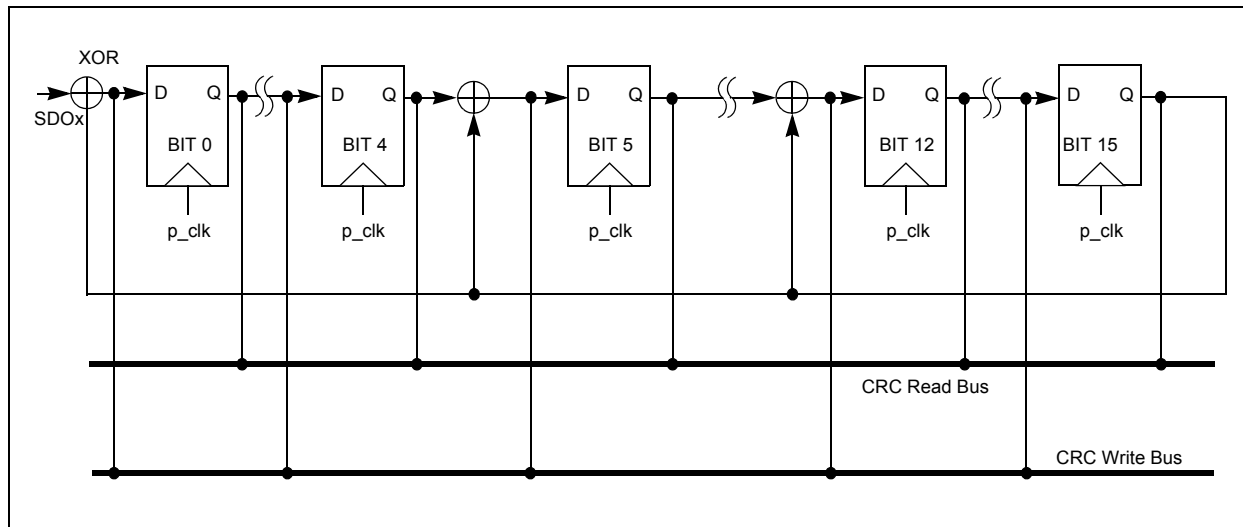 XOR
SDOx
D Q
BIT 0
p_clk
D Q
BIT 4
p_clk
D Q
BIT 5
p_clk
D Q
BIT 12
p_clk
D Q
BIT 15
p_clk
CRC Read Bus
CRC Write Bus